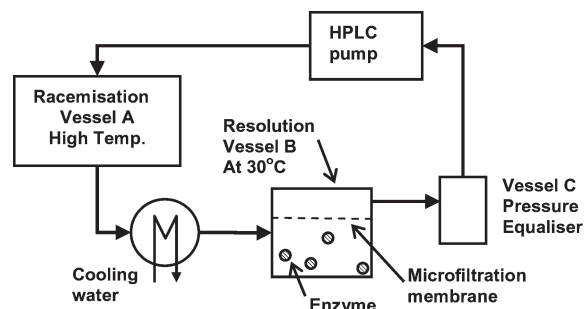 HPLC
pump
Racemisation
Vessel A
High Temp.
Resolution
Vessel B
At 30°C
Vessel C
Pressure
Equaliser
Cooling
water
Microfiltration
membrane
Enzyme